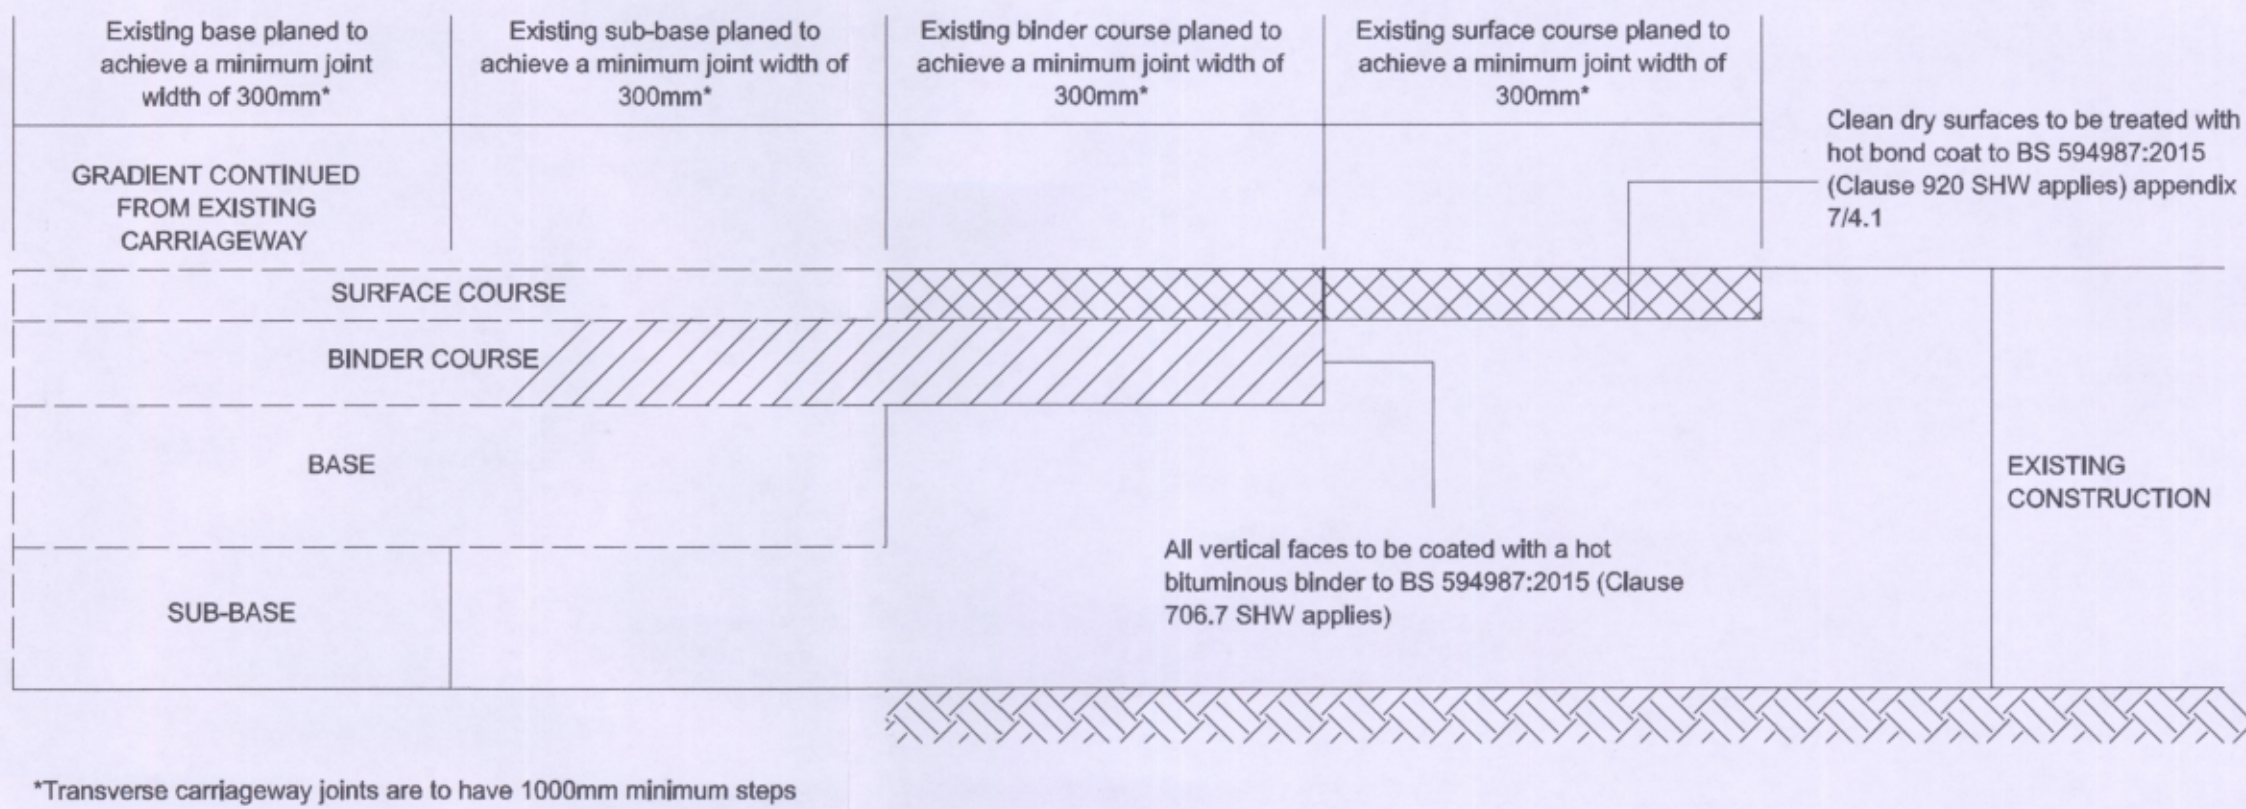 Existing base planed to
achieve a minimum joint
width of 300mm*
Existing sub-base planed to
achieve a minimum joint width of
300mm*
Existing binder course planed to
achieve a minimum joint width of
300mm*
Existing surface course planed to
achieve a minimum joint width of
300mm*
Clean dry surfaces to be treated with
hot bond coat to BS 594987:2015
(Clause 920 SHW applies) appendix
7/4.1
GRADIENT CONTINUED
FROM EXISTING
CARRIAGEWAY
SURFACE COURSE
BINDER COURSE
BASE
EXISTING
CONSTRUCTION
All vertical faces to be coated with a hot
bituminous binder to BS 594987:2015 (Clause
706.7 SHW applies)
SUB-BASE
*Transverse carriageway joints are to have 1000mm minimum steps